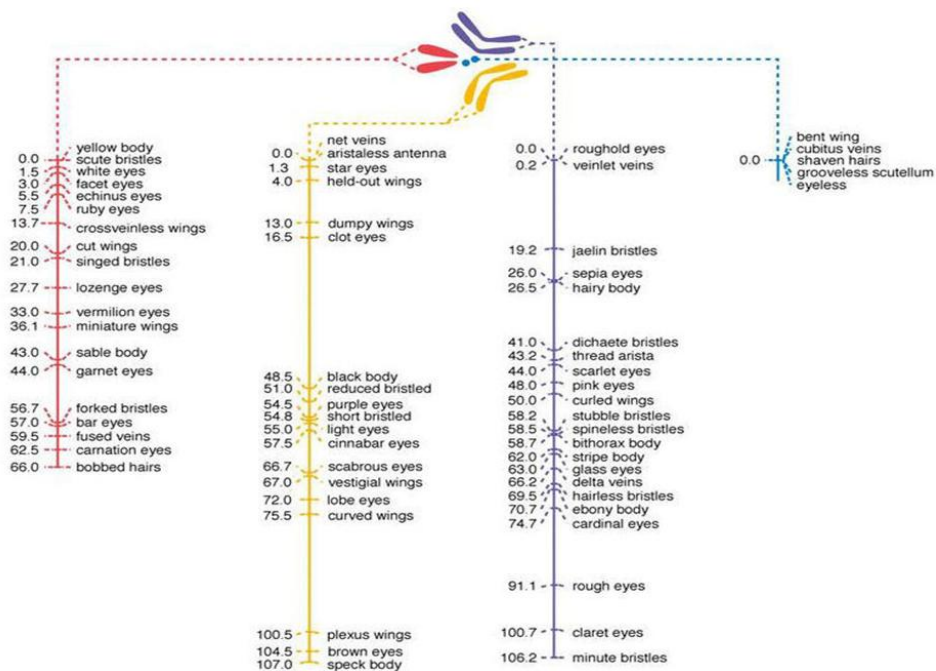 yellow body
0.0 scute bristles
1.5 white eyes
3.0 facet eyes
5.5 echinus eyes
7.5 ruby eyes
13.7 crossveinless wings
20.0 cut wings
21.0 singed bristles
27.7 lozenge eyes
33.0 vermilion eyes
36.1 miniature wings
43.0 sable body
44.0 garnet eyes
56.7 forked bristles
57.0 bar eyes
59.5 fused veins
62.5 carnation eyes
66.0 bobbed hairs
net veins
0.0 aristaless antenna
1.3 star eyes
4.0 held-out wings
13.0 dumpy wings
16.5 clot eyes
48.5 black body
51.0 reduced bristled
54.5 purple eyes
54.8 short bristled
55.0 light eyes
57.5 cinnabar eyes
66.7 scabrous eyes
67.0 vestigial wings
72.0 lobe eyes
75.5 curved wings
100.5 plexus wings
104.5 brown eyes
107.0 speck body
0.0 roughold eyes
0.2 veinlet veins
19.2 jaelin bristles
26.0 sepia eyes
26.5 hairy body
41.0 dichaete bristles
43.2 thread arista
44.0 scarlet eyes
48.0 pink eyes
50.0 curled wings
58.2 stubble bristles
58.5 spineless bristles
58.7 bithorax body
62.0 stripe body
63.0 glass eyes
66.2 delta veins
69.5 hairless bristles
70.7 ebony body
74.7 cardinal eyes
91.1 rough eyes
100.7 claret eyes
106.2 minute bristles
bent wing
cubitus veins
0.0 shaven hairs
grooveless scutellum
eyeless